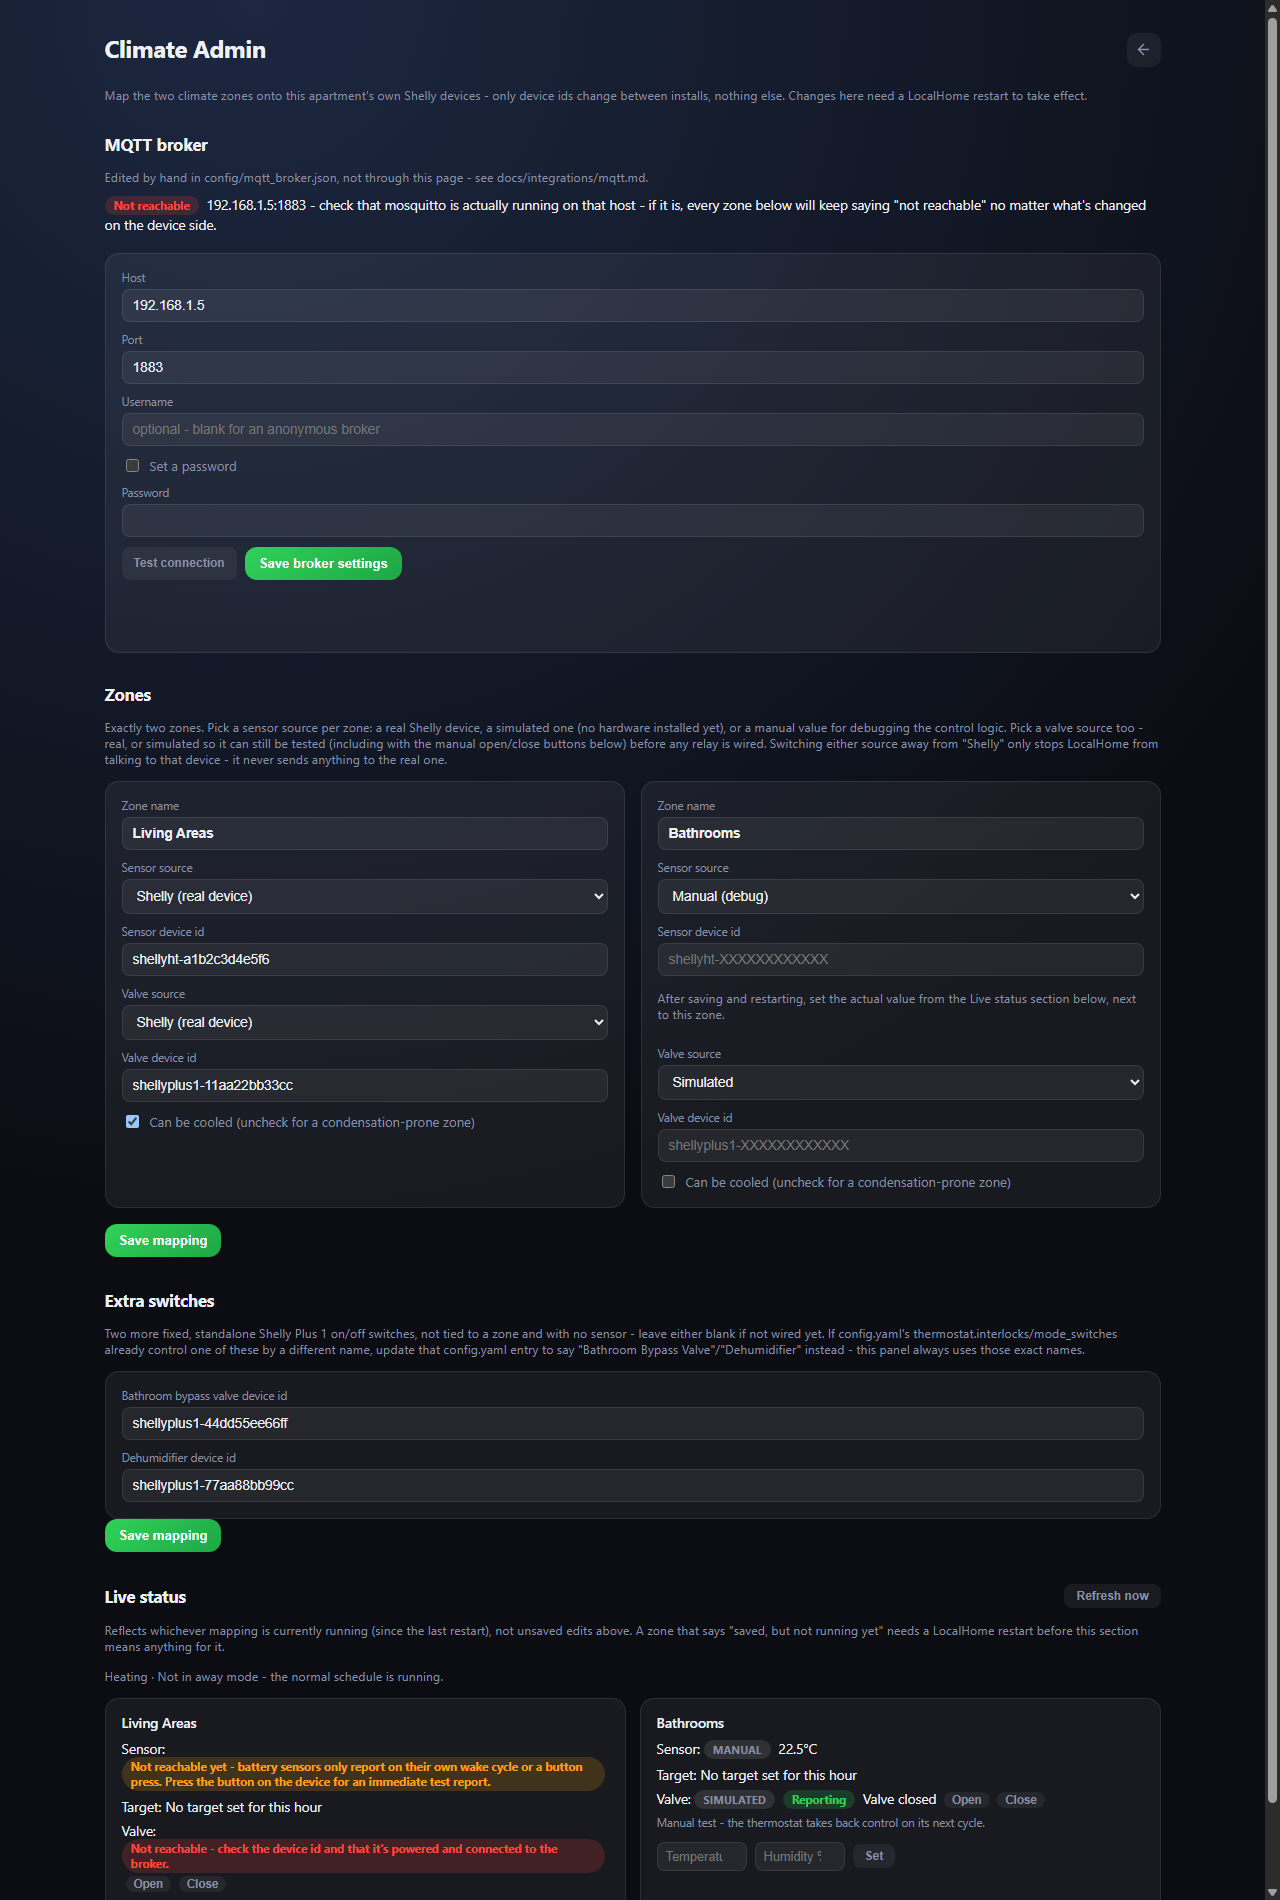 Climate Admin
Map the two climate zones onto this apartment's own Shelly devices - only device ids change between installs, nothing else. Changes here need a LocalHome restart to take effect.
MQTT broker
Edited by hand in config/mqtt_broker.json, not through this page - see docs/integrations/mqtt.md.
Not reachable 192.168.1.5:1883 - check that mosquitto is actually running on that host - if it is, every zone below will keep saying "not reachable" no matter what's changed
on the device side.
Host
192.168.1.5
Port
1883
Username
optional - blank for an anonymous broker
Set a password
Password
Test connection Save broker settings
Zones
Exactly two zones. Pick a sensor source per zone: a real Shelly device, a simulated one (no hardware installed yet), or a manual value for debugging the control logic. Pick a valve source too -
real, or simulated so it can still be tested (including with the manual open/close buttons below) before any relay is wired. Switching either source away from "Shelly" only stops LocalHome from
talking to that device - it never sends anything to the real one.
Zone name
Living Areas
Sensor source
Shelly (real device)
Sensor device id
shellyht-a1b2c3d4e5f6
Valve source
Shelly (real device)
Valve device id
shellyplus1-11aa22bb33cc
Can be cooled (uncheck for a condensation-prone zone)
Zone name
Bathrooms
Sensor source
Manual (debug)
Sensor device id
shellyht-XXXXXXXXXXXX
After saving and restarting, set the actual value from the Live status section below, next
to this zone.
Valve source
Simulated
Valve device id
shellyplus1-XXXXXXXXXXXX
Can be cooled (uncheck for a condensation-prone zone)
Save mapping
Extra switches
Two more fixed, standalone Shelly Plus 1 on/off switches, not tied to a zone and with no sensor - leave either blank if not wired yet. If config.yaml's thermostat.interlocks/mode_switches
already control one of these by a different name, update that config.yaml entry to say "Bathroom Bypass Valve"/"Dehumidifier" instead - this panel always uses those exact names.
Bathroom bypass valve device id
shellyplus1-44dd55ee66ff
Dehumidifier device id
shellyplus1-77aa88bb99cc
Save mapping
Live status
Refresh now
Reflects whichever mapping is currently running (since the last restart), not unsaved edits above. A zone that says "saved, but not running yet" needs a LocalHome restart before this section
means anything for it.
Heating · Not in away mode - the normal schedule is running.
Living Areas
Sensor:
Not reachable yet - battery sensors only report on their own wake cycle or a button
press. Press the button on the device for an immediate test report.
Target: No target set for this hour
Valve:
Not reachable - check the device id and that it's powered and connected to the
broker.
Open Close
Bathrooms
Sensor: MANUAL 22.5°C
Target: No target set for this hour
Valve: SIMULATED Reporting Valve closed Open Close
Manual test - the thermostat takes back control on its next cycle.
Temperatu Humidity % Set